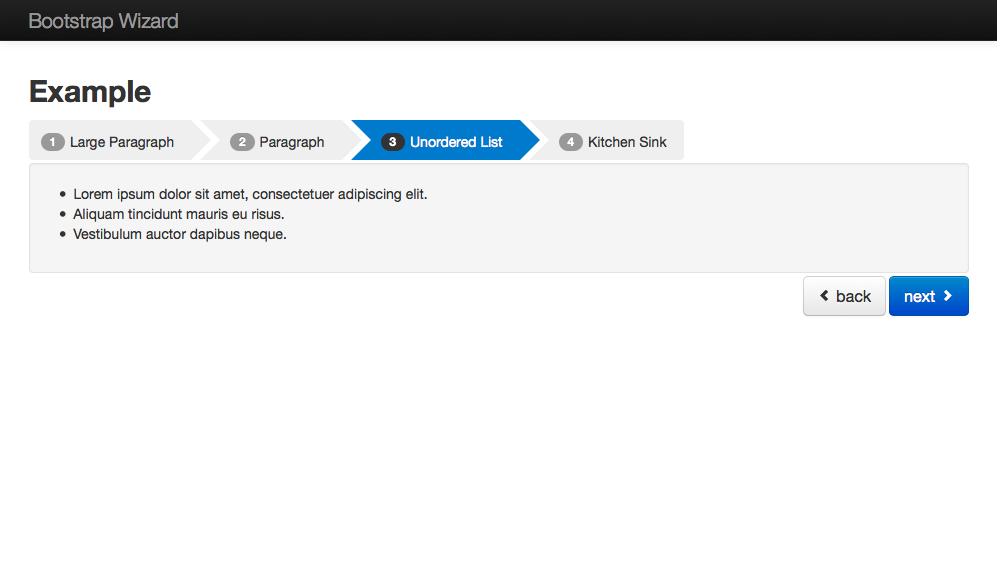 Bootstrap Wizard
Example
1 Large Paragraph 2 Paragraph 3 Unordered List 4 Kitchen Sink
• Lorem ipsum dolor sit amet, consectetuer adipiscing elit.
• Aliquam tincidunt mauris eu risus.
• Vestibulum auctor dapibus neque.
back next